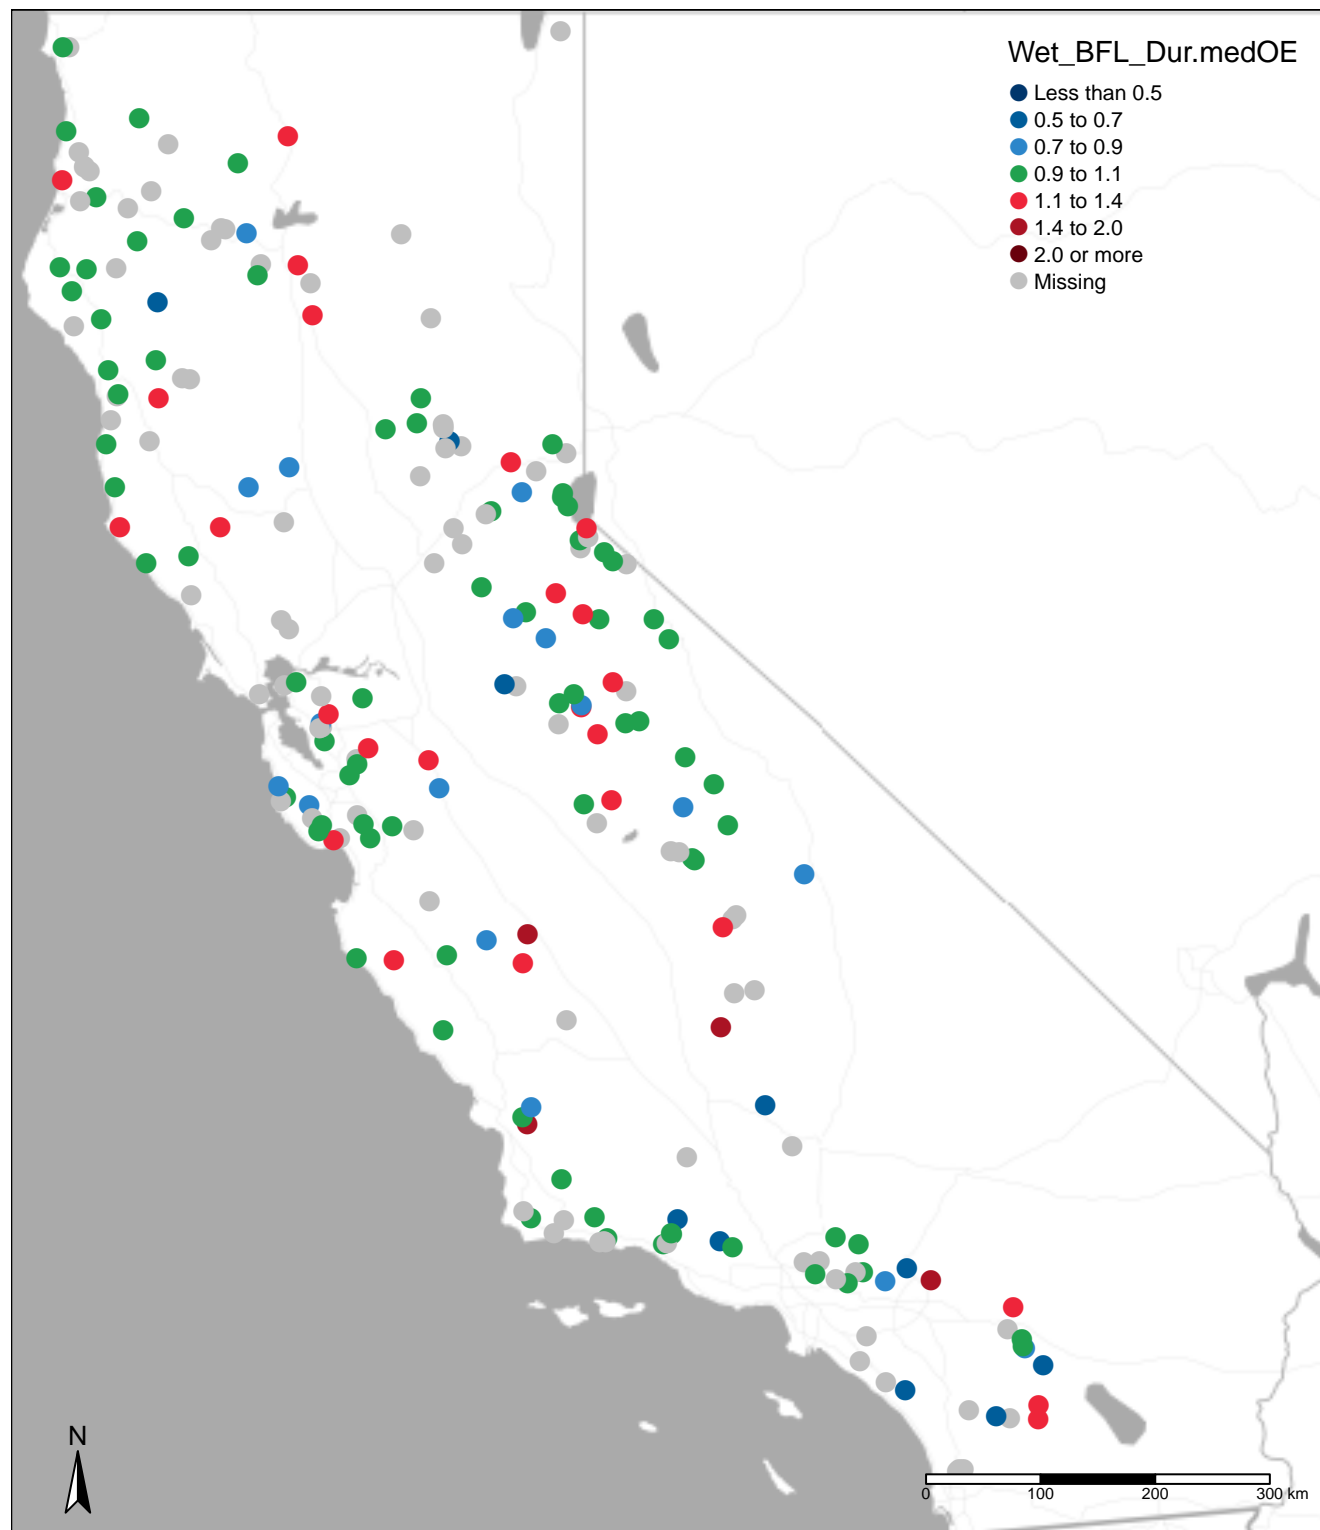 Wet_BFL_Dur.medOE
Less than 0.5
0.5 to 0.7
0.7 to 0.9
0.9 to 1.1
1.1 to 1.4
1.4 to 2.0
2.0 or more
Missing
N
0 100 200 300 km